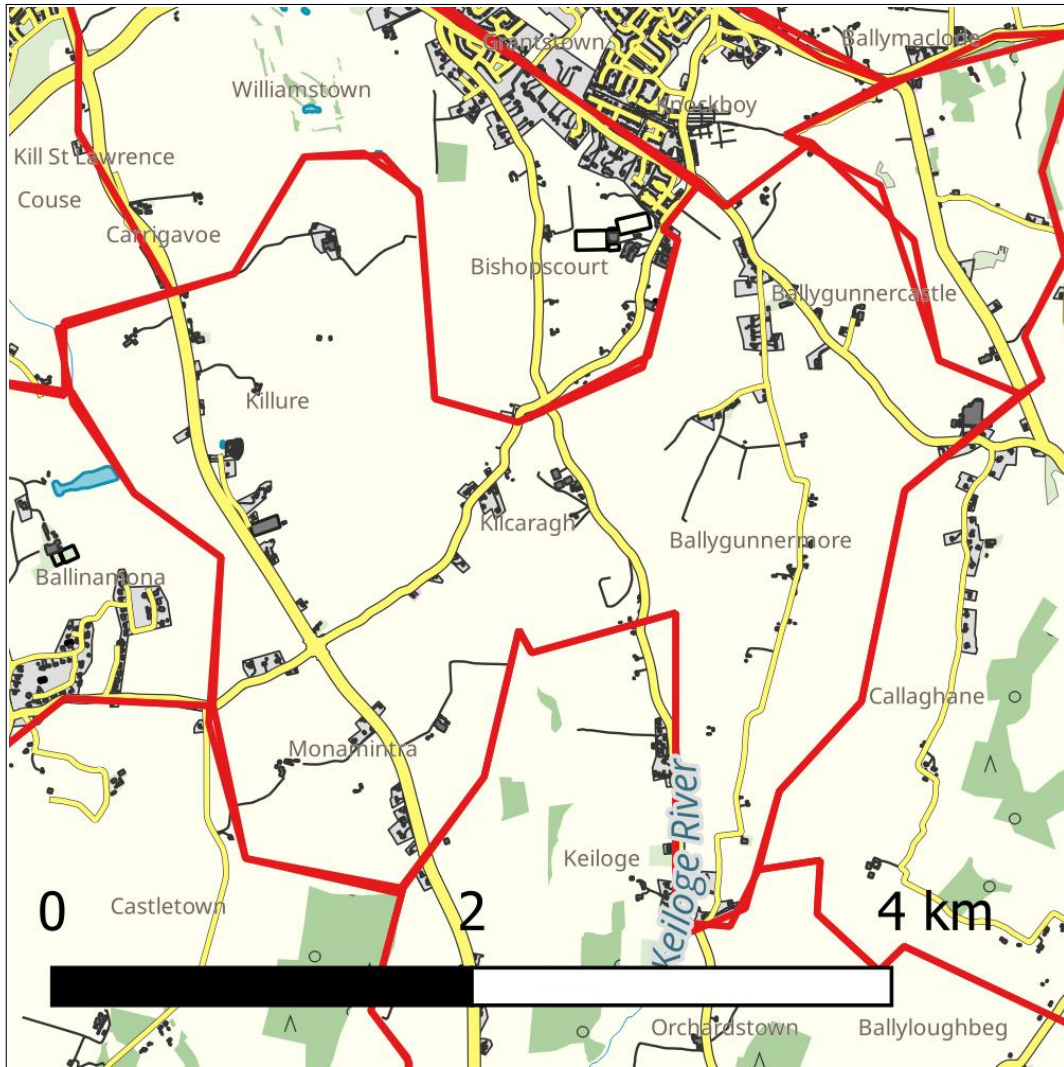 Grantstown
Ballymaclode
Williamstown
Knockboy
Kill St Lawrence
Couse
Carrigavoe
Bishopscourt
Ballygunnercastle
Killure
Kilcaragh
Ballygunnermore
Ballinamona
Callaghane
Monamintra
Keiloge River
Keiloge
Castletown
0
2
4 km
Orchardstown
Ballyloughbeg